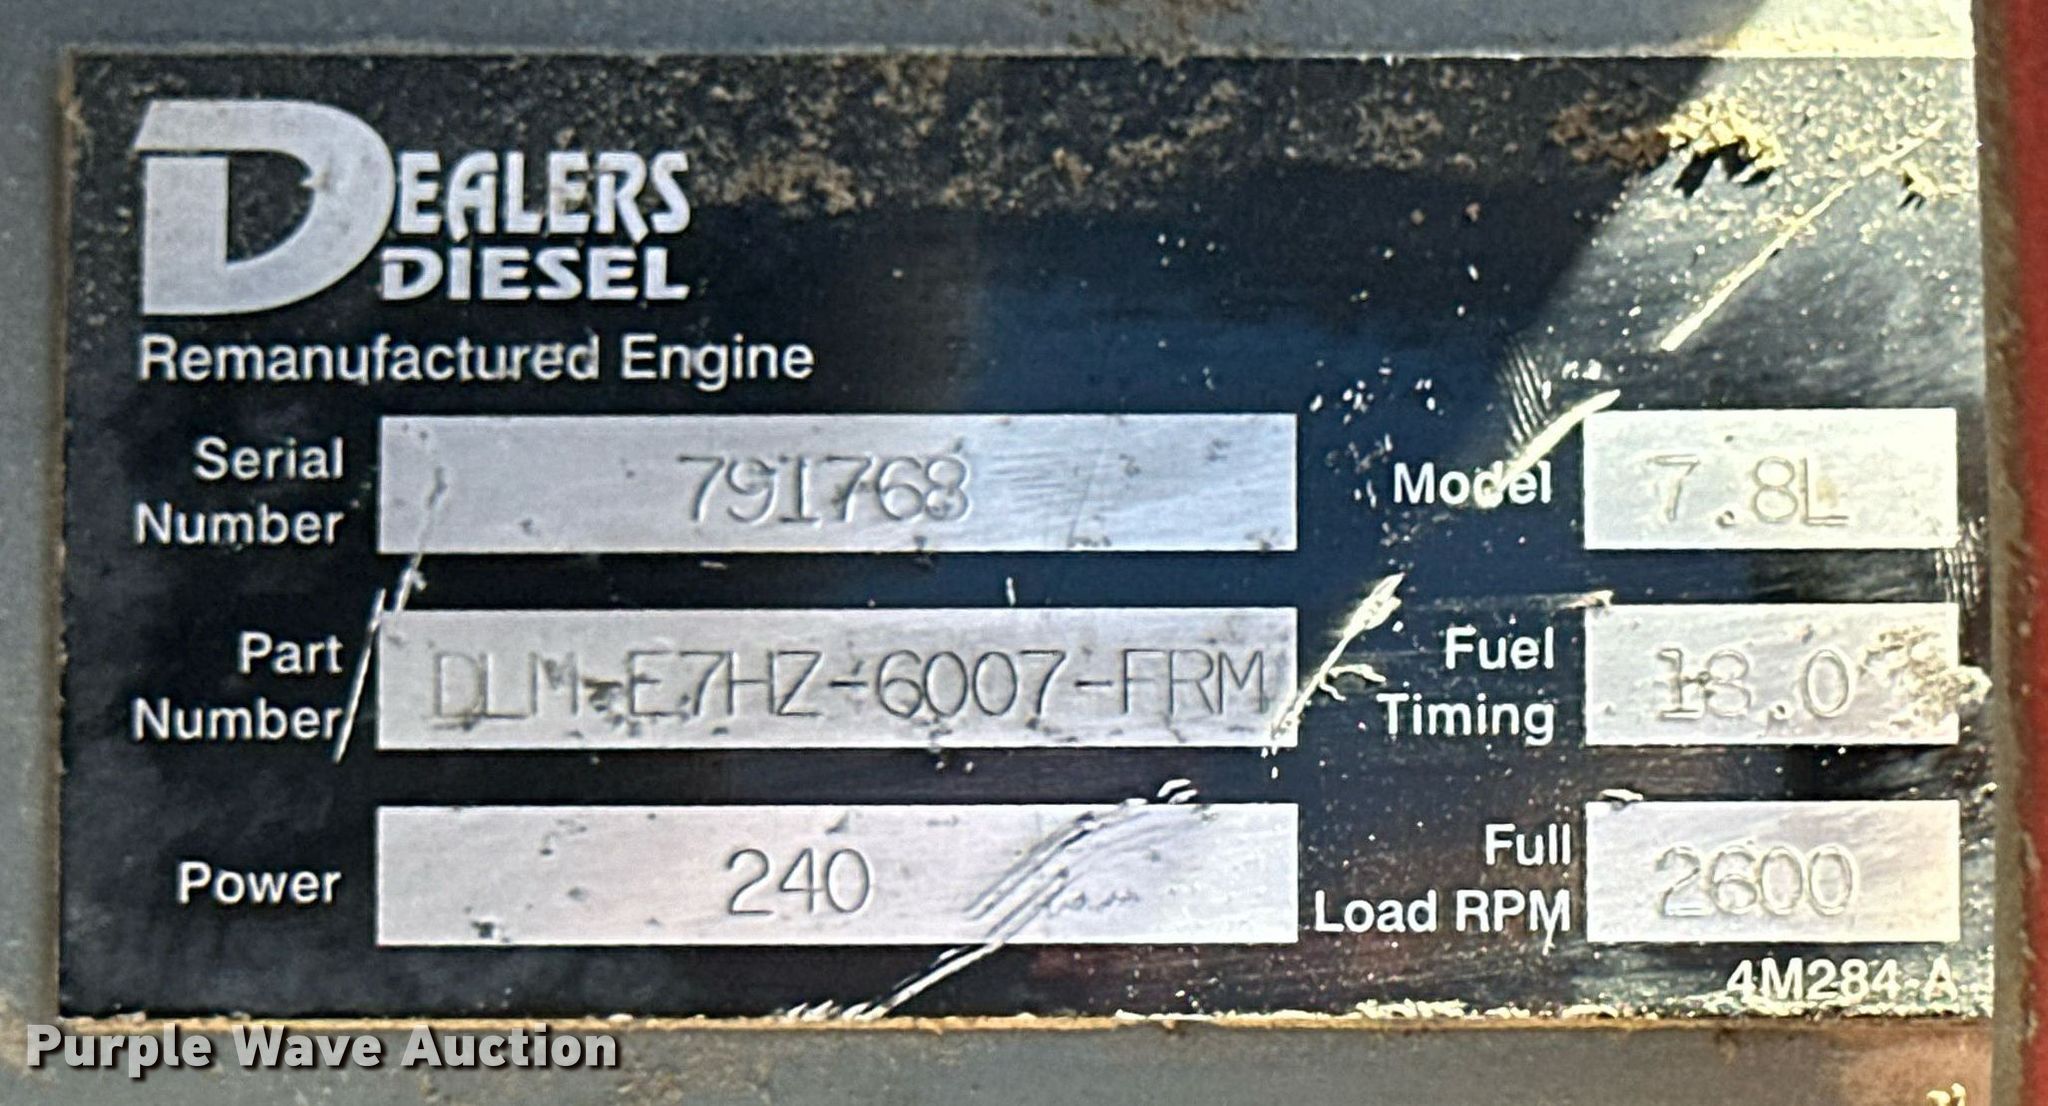 DEALERS
DIESEL
Remanufactured Engine
Serial Number 791768
Model 7.8L
Part Number DLM-E7HZ-6007-FRM
Fuel Timing 18.0
Power 240
Full Load RPM 2600
4M284-A
Purple Wave Auction